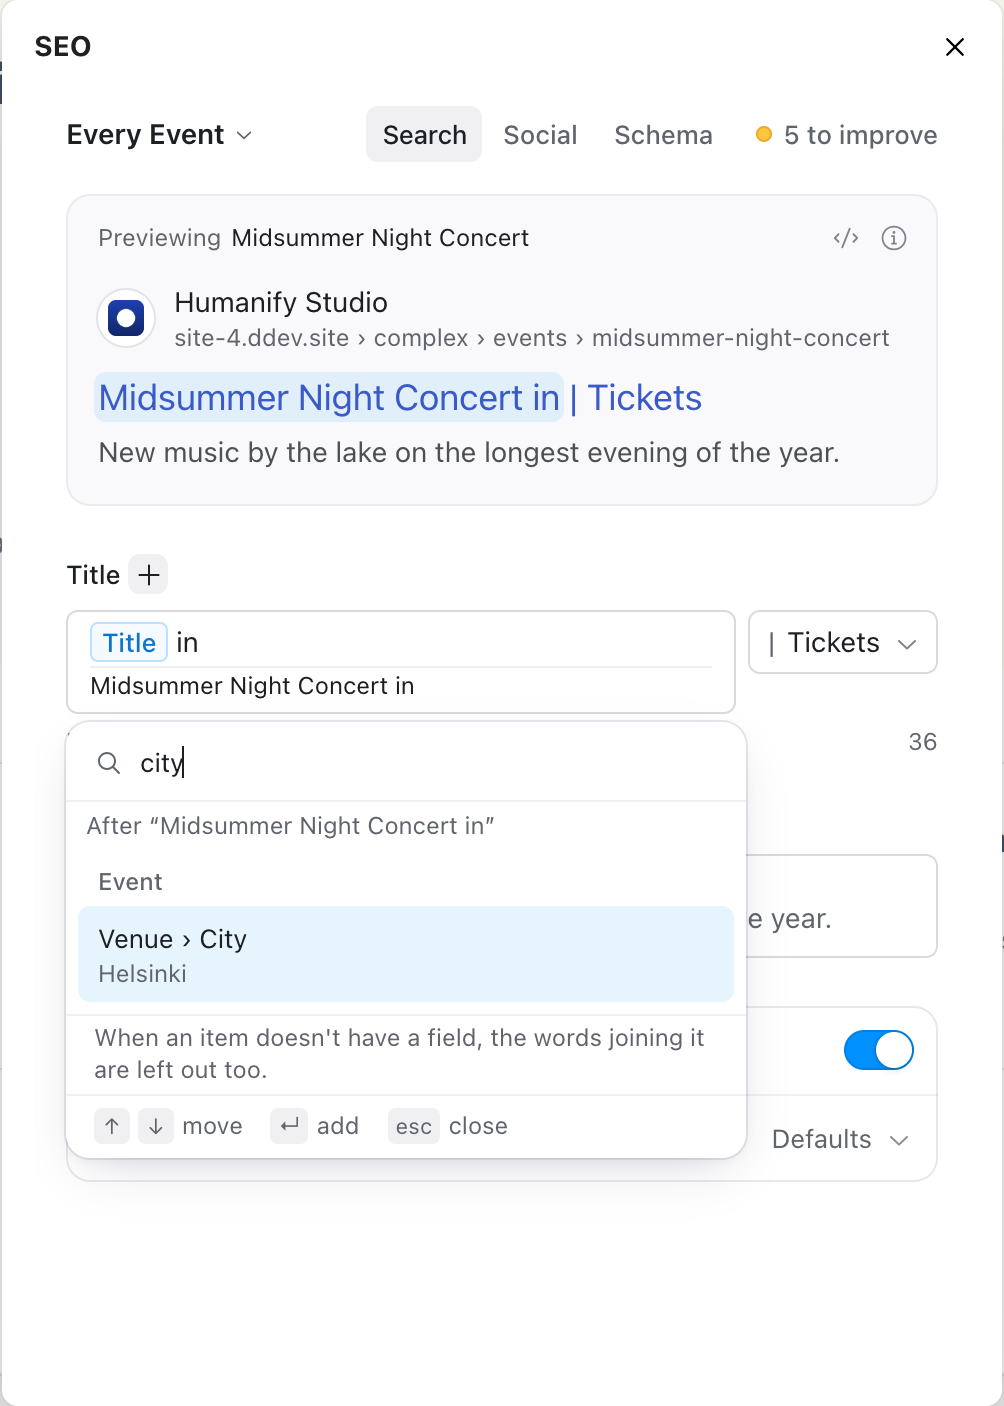 SEO
Every Event
Search
Social
Schema
5 to improve
Previewing Midsummer Night Concert
</>
Humanify Studio
site-4.ddev.site › complex › events › midsummer-night-concert
Midsummer Night Concert in | Tickets
New music by the lake on the longest evening of the year.
Title +
Title in
Midsummer Night Concert in
| Tickets
36
city
After “Midsummer Night Concert in”
Event
Venue › City
Helsinki
e year.
When an item doesn't have a field, the words joining it
are left out too.
↑ ↓ move ↵ add esc close
Defaults